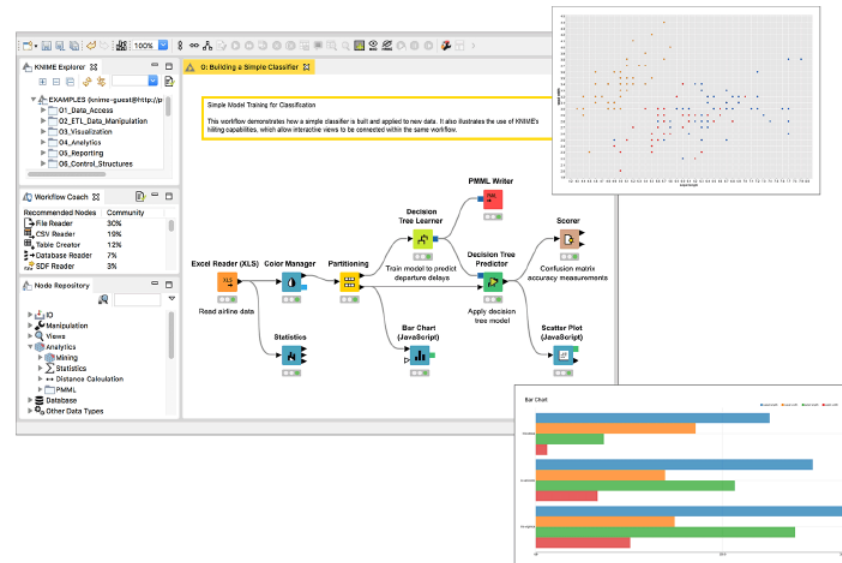 100%
KNIME Explorer
EXAMPLES (knime-guest@http://p
01_Data_Access
02_ETL_Data_Manipulation
03_Visualization
04_Analytics
05_Reporting
06_Control_Structures
Workflow Coach
Recommended Nodes Community
File Reader 30%
CSV Reader 19%
Table Creator 12%
Database Reader 7%
SDF Reader 3%
Node Repository
IO
Manipulation
Views
Analytics
Mining
Statistics
Distance Calculation
PMML
Database
Other Data Types
0: Building a Simple Classifier
Simple Model Training for Classification
This workflow demonstrates how a simple classifier is built and applied to new data. It also illustrates the use of KNIME's
hiliting capabilities, which allow interactive views to be connected within the same workflow.
PMML Writer
Decision
Tree Learner
Scorer
Excel Reader (XLS) Color Manager Partitioning
Decision Tree
Predictor
XLS
Train model to predict
departure delays
Confusion matrix
accuracy measurements
Read airline data
Apply decision
tree model
Statistics
Bar Chart
(JavaScript)
Scatter Plot
(JavaScript)
Bar Chart